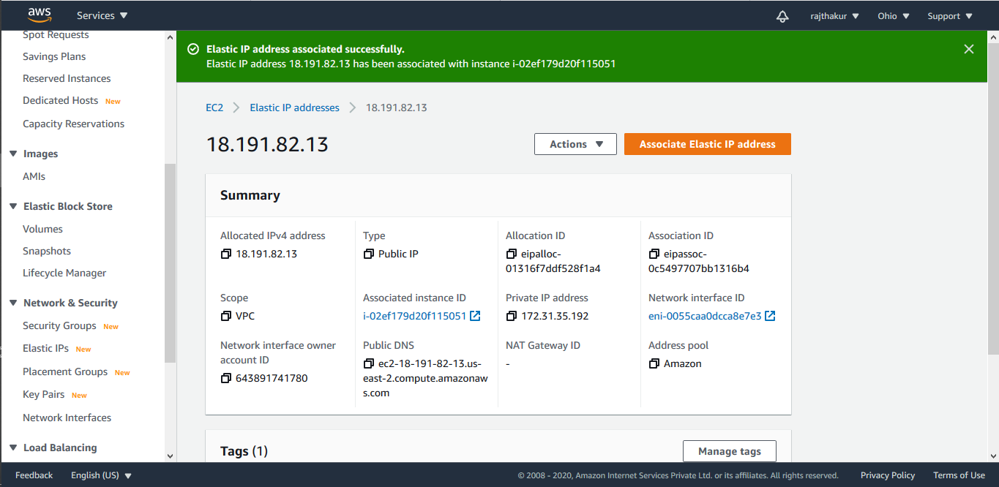 aws
Services
rajthakur
Ohio
Support
Spot Requests
Savings Plans
Reserved Instances
Dedicated Hosts New
Capacity Reservations
Images
AMIs
Elastic Block Store
Volumes
Snapshots
Lifecycle Manager
Network & Security
Security Groups New
Elastic IPs New
Placement Groups New
Key Pairs New
Network Interfaces
Load Balancing
Elastic IP address associated successfully.
Elastic IP address 18.191.82.13 has been associated with instance i-02ef179d20f115051
EC2 > Elastic IP addresses > 18.191.82.13
18.191.82.13
Actions
Associate Elastic IP address
Summary
Allocated IPv4 address
18.191.82.13
Type
Public IP
Allocation ID
eipalloc-
01316f7ddf528f1a4
Association ID
eipassoc-
0c5497707bb1316b4
Scope
VPC
Associated instance ID
i-02ef179d20f115051
Private IP address
172.31.35.192
Network interface ID
eni-0055caa0dcca8e7e3
Network interface owner
account ID
643891741780
Public DNS
ec2-18-191-82-13.us-
east-2.compute.amazonaw
s.com
NAT Gateway ID
-
Address pool
Amazon
Tags (1)
Manage tags
Feedback
English (US)
© 2008 - 2020, Amazon Internet Services Private Ltd. or its affiliates. All rights reserved.
Privacy Policy
Terms of Use